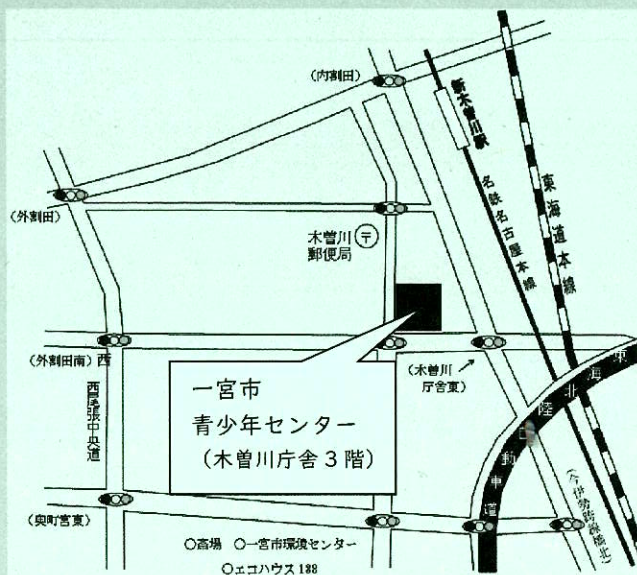 (内割田)
新木曽川駅
名鉄名古屋本線
東海道本線
(外割田)
木曽川
郵便局
〒
(外割田南)西
(木曽川
庁舎東)
西尾張中央道
一宮市
青少年センター
(木曽川庁舎3階)
東海北陸自動車道
(今伊勢跨線橋北)
(奥町宮東)
○斎場 ○一宮市環境センター
○エコハウス138